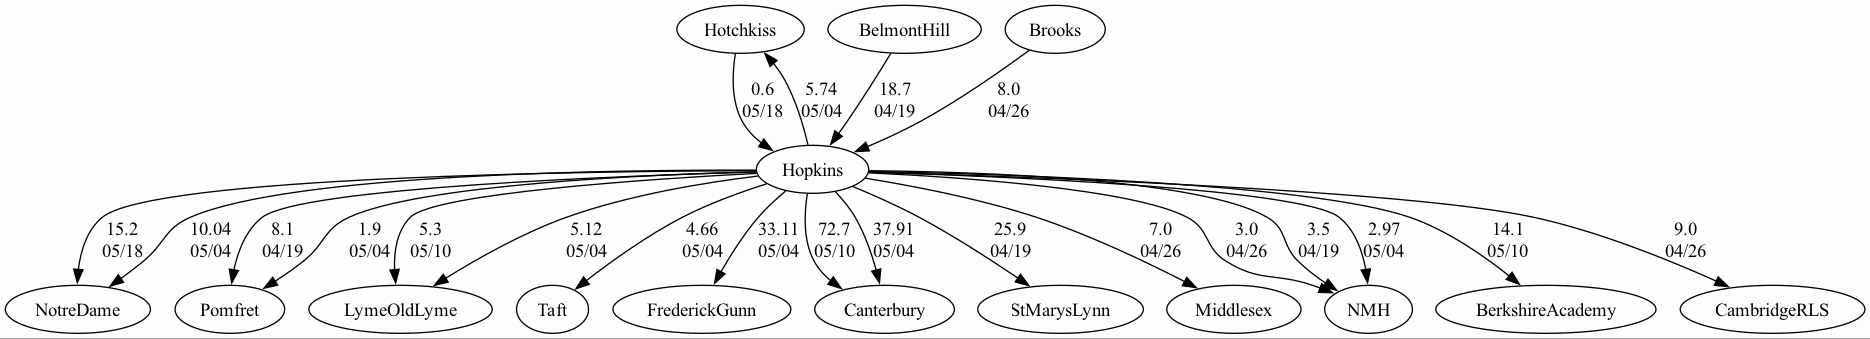 Hotchkiss BelmontHill Brooks
0.6 5.74 18.7 8.0
05/18 05/04 04/19 04/26
Hopkins
15.2 10.04 8.1 1.9 5.3 5.12 4.66 33.11 72.7 37.91 25.9 7.0 3.0 3.5 2.97 14.1 9.0
05/18 05/04 04/19 05/04 05/10 05/04 05/04 05/04 05/10 05/04 04/19 04/26 04/26 04/19 05/04 05/10 04/26
NotreDame Pomfret LymeOldLyme Taft FrederickGunn Canterbury StMarysLynn Middlesex NMH BerkshireAcademy CambridgeRLS